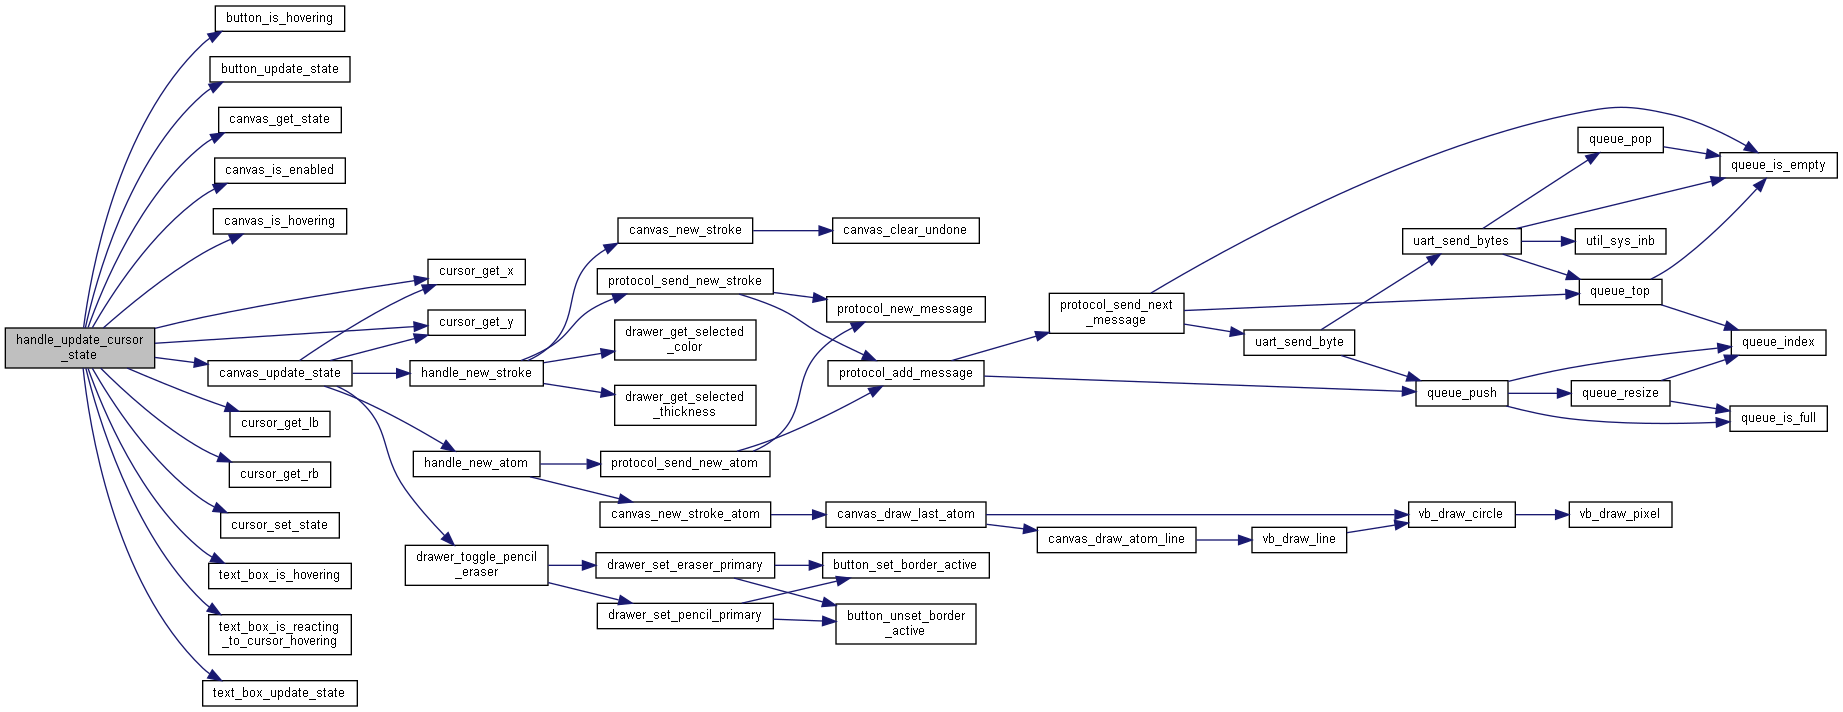 handle_update_cursor
_state
button_is_hovering
button_update_state
canvas_get_state
canvas_is_enabled
canvas_is_hovering
cursor_get_x
cursor_get_y
canvas_update_state
cursor_get_lb
cursor_get_rb
cursor_set_state
text_box_is_hovering
text_box_is_reacting
_to_cursor_hovering
text_box_update_state
handle_new_stroke
handle_new_atom
drawer_toggle_pencil
_eraser
canvas_new_stroke
protocol_send_new_stroke
drawer_get_selected
_color
drawer_get_selected
_thickness
protocol_send_new_atom
canvas_new_stroke_atom
drawer_set_eraser_primary
drawer_set_pencil_primary
canvas_clear_undone
protocol_new_message
protocol_add_message
canvas_draw_last_atom
button_set_border_active
button_unset_border
_active
protocol_send_next
_message
canvas_draw_atom_line
uart_send_byte
vb_draw_line
uart_send_bytes
queue_push
vb_draw_circle
queue_pop
util_sys_inb
queue_top
queue_resize
vb_draw_pixel
queue_is_empty
queue_index
queue_is_full